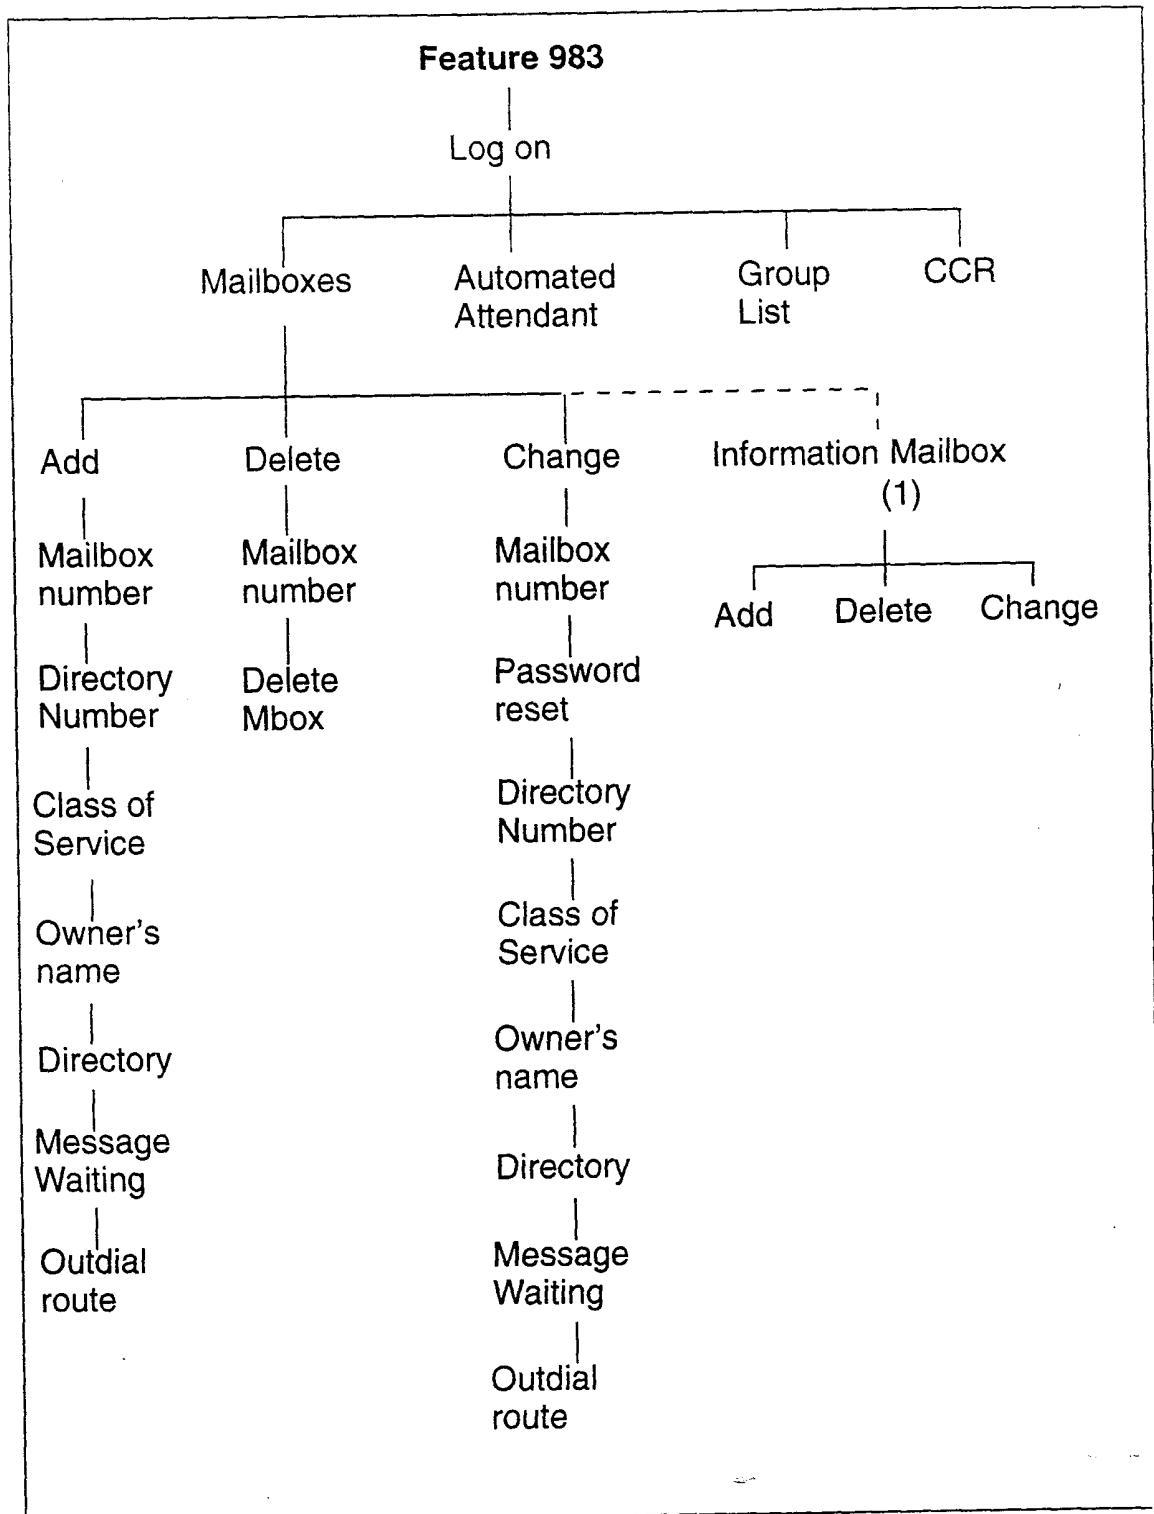 Feature 983
Log on
Mailboxes
Automated
Attendant
Group
List
CCR
Add
Delete
Change
Information Mailbox
(1)
Mailbox
number
Directory
Number
Class of
Service
Owner's
name
Directory
Message
Waiting
Outdial
route
Mailbox
number
Delete
Mbox
Mailbox
number
Password
reset
Directory
Number
Class of
Service
Owner's
name
Directory
Message
Waiting
Outdial
route
Add
Delete
Change